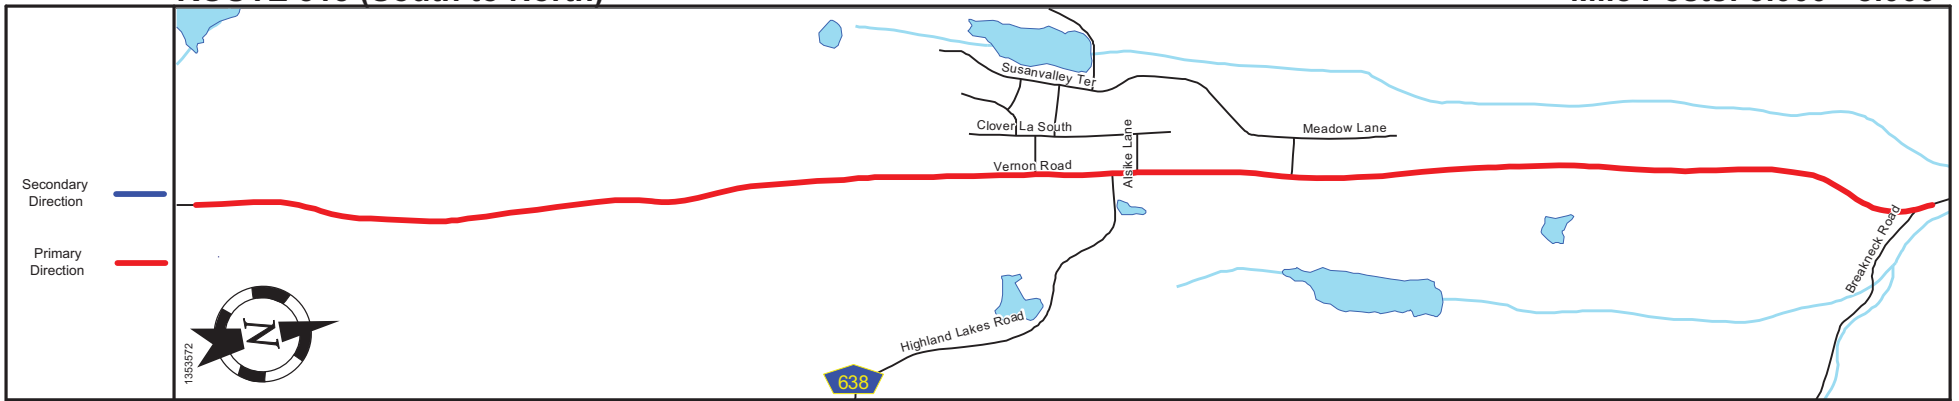 Secondary
Direction
Primary
Direction
Susanvalley Ter
Clover La South
Alsike Lane
Meadow Lane
Vernon Road
Breakneck Road
Highland Lakes Road
638
N
1353572